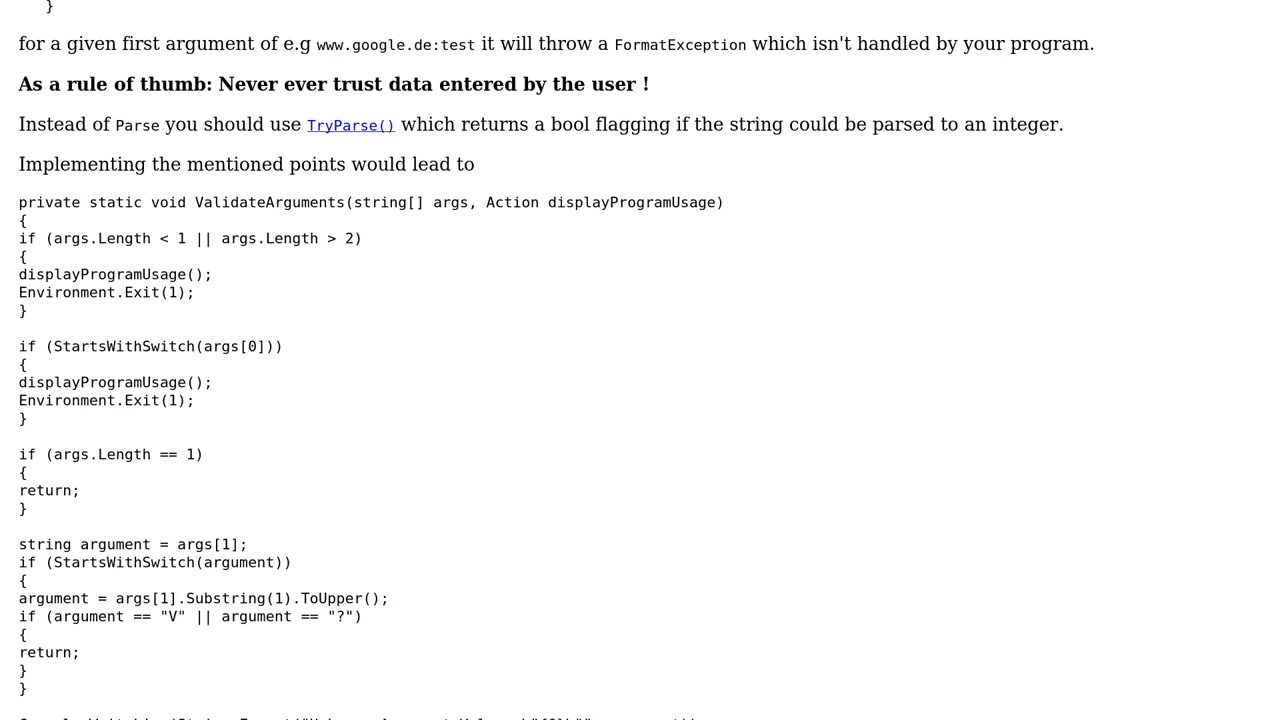 }
for a given first argument of e.g www.google.de:test it will throw a FormatException which isn't handled by your program.
As a rule of thumb: Never ever trust data entered by the user !
Instead of Parse you should use TryParse() which returns a bool flagging if the string could be parsed to an integer.
Implementing the mentioned points would lead to
private static void ValidateArguments(string[] args, Action displayProgramUsage)
{
if (args.Length < 1 || args.Length > 2)
{
displayProgramUsage();
Environment.Exit(1);
}
if (StartsWithSwitch(args[0]))
{
displayProgramUsage();
Environment.Exit(1);
}
if (args.Length == 1)
{
return;
}
string argument = args[1];
if (StartsWithSwitch(argument))
{
argument = args[1].Substring(1).ToUpper();
if (argument == "V" || argument == "?")
{
return;
}
}